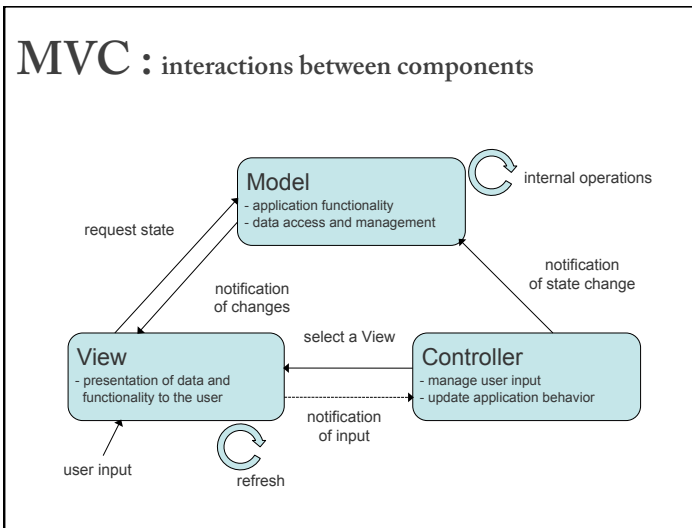 MVC : interactions between components
Model
- application functionality
- data access and management
internal operations
request state
notification
of changes
notification
of state change
select a View
View
- presentation of data and
functionality to the user
Controller
- manage user input
- update application behavior
notification
of input
user input
refresh